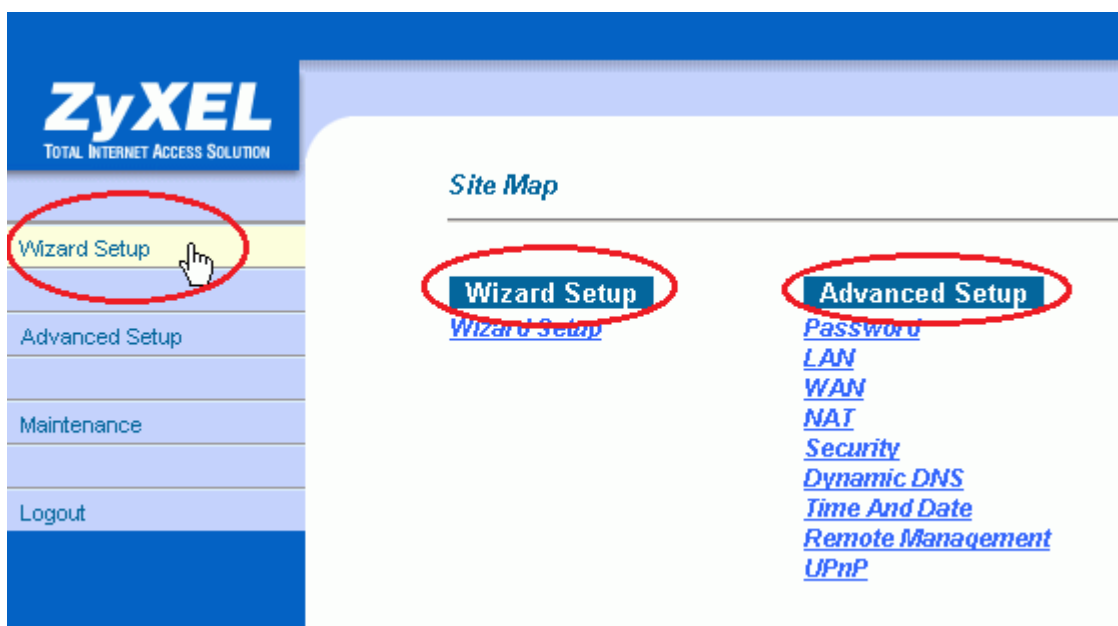 ZyXEL
TOTAL INTERNET ACCESS SOLUTION
Wizard Setup
Advanced Setup
Maintenance
Logout
Site Map
Wizard Setup
Wizard Setup
Advanced Setup
Password
LAN
WAN
NAT
Security
Dynamic DNS
Time And Date
Remote Management
UPnP